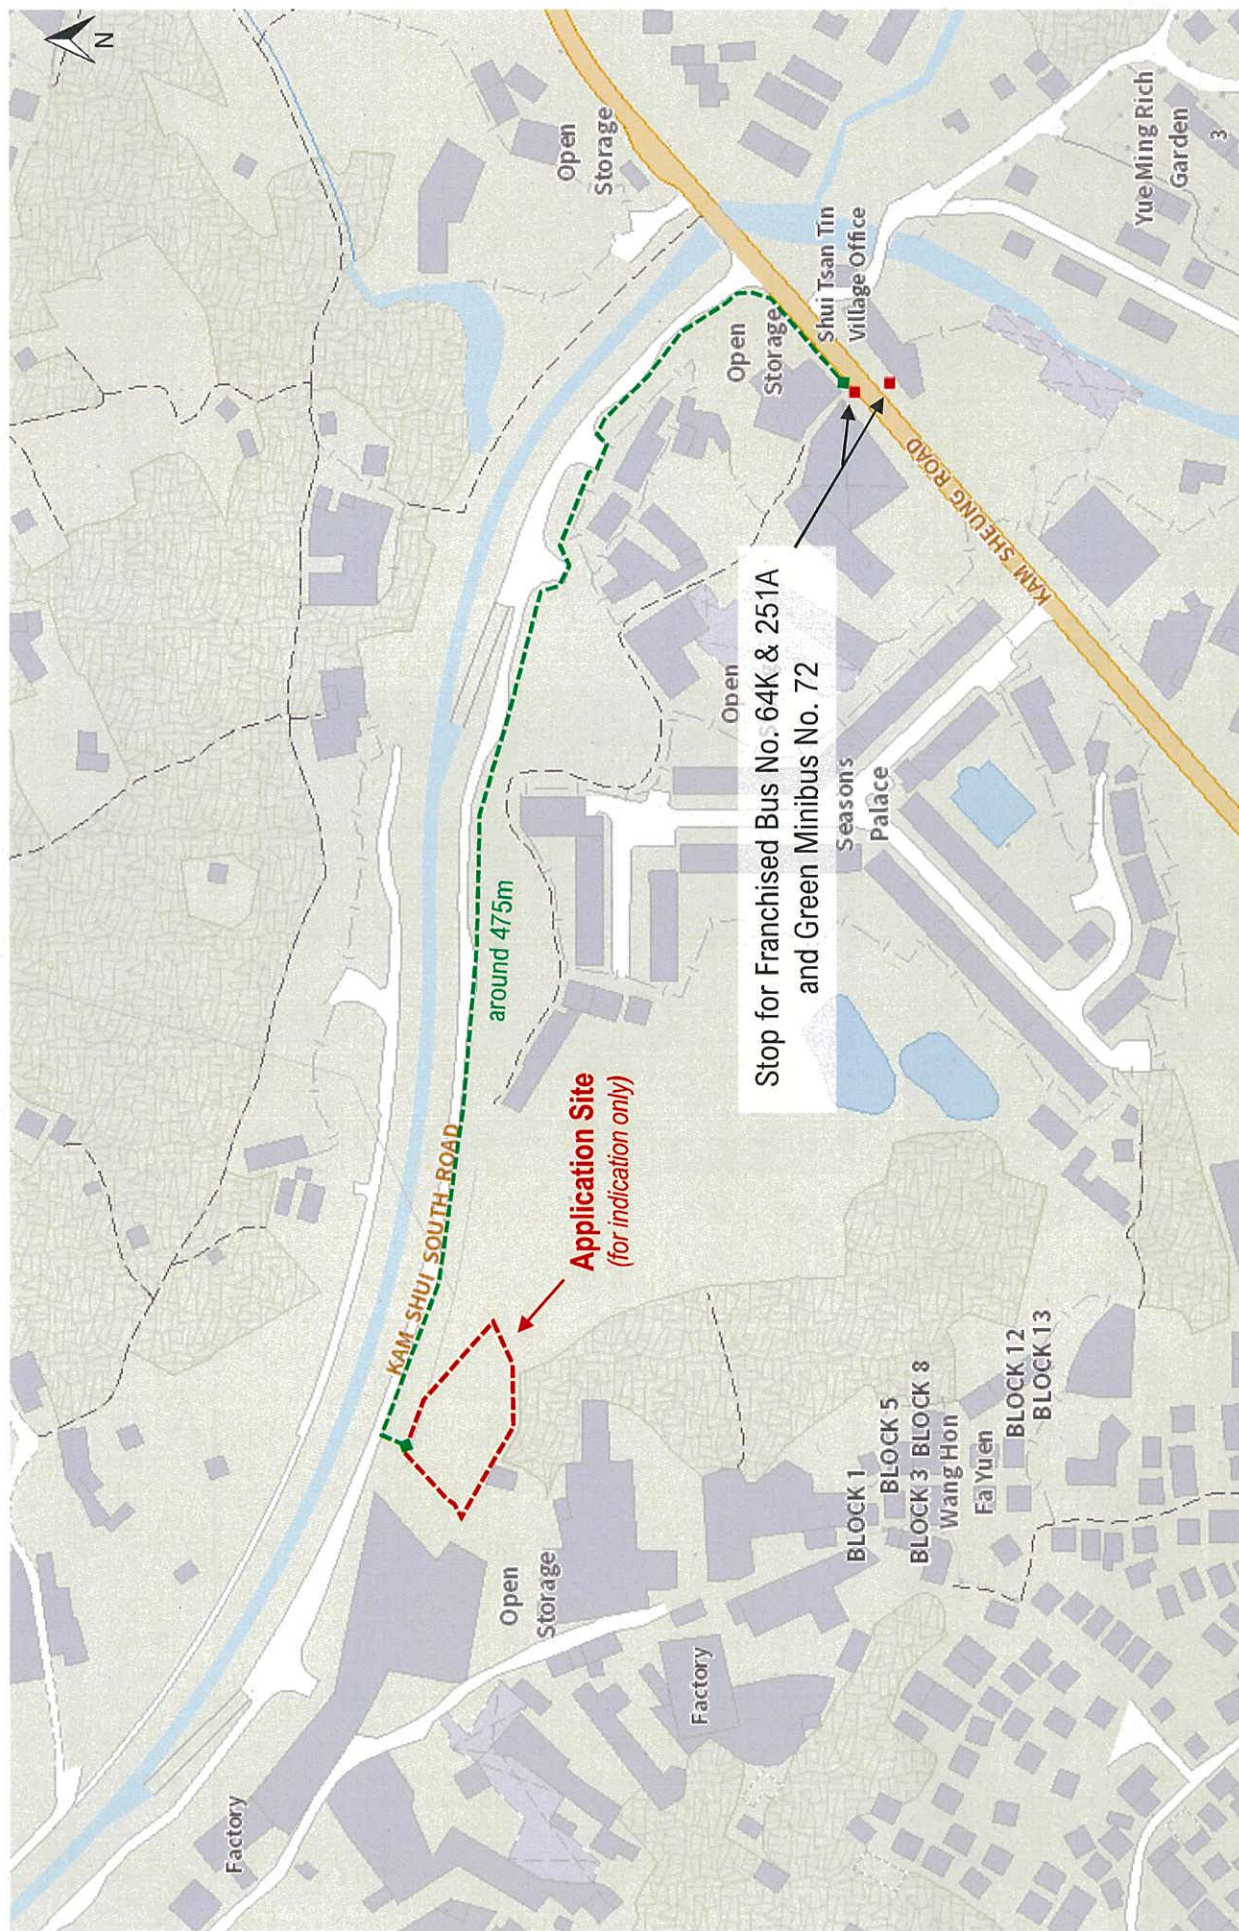 N
Open
Storage
Yue Ming Rich
Garden
3
Shui Tsan Tin
Village Office
Open
Storage
KAM SHEUNG ROAD
Stop for Franchised Bus No. 64K & 251A
and Green Minibus No. 72
Open
Seasons
Palace
around 475m
KAM SHUI SOUTH ROAD
Application Site
(for indication only)
BLOCK 1
BLOCK 5
BLOCK 3 BLOCK 8
Wang Hon
Fa Yuen
BLOCK 12
BLOCK 13
Open
Storage
Factory
Factory